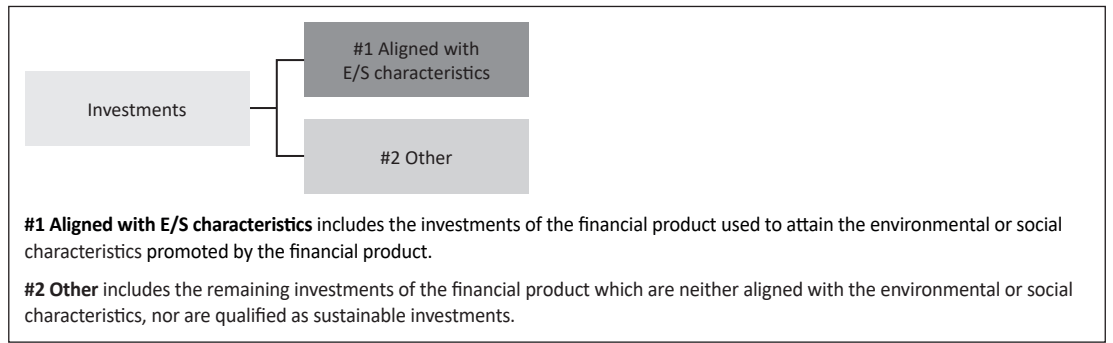 #1 Aligned with
E/S characteristics
Investments
#2 Other
#1 Aligned with E/S characteristics includes the investments of the financial product used to attain the environmental or social
characteristics promoted by the financial product.
#2 Other includes the remaining investments of the financial product which are neither aligned with the environmental or social
characteristics, nor are qualified as sustainable investments.